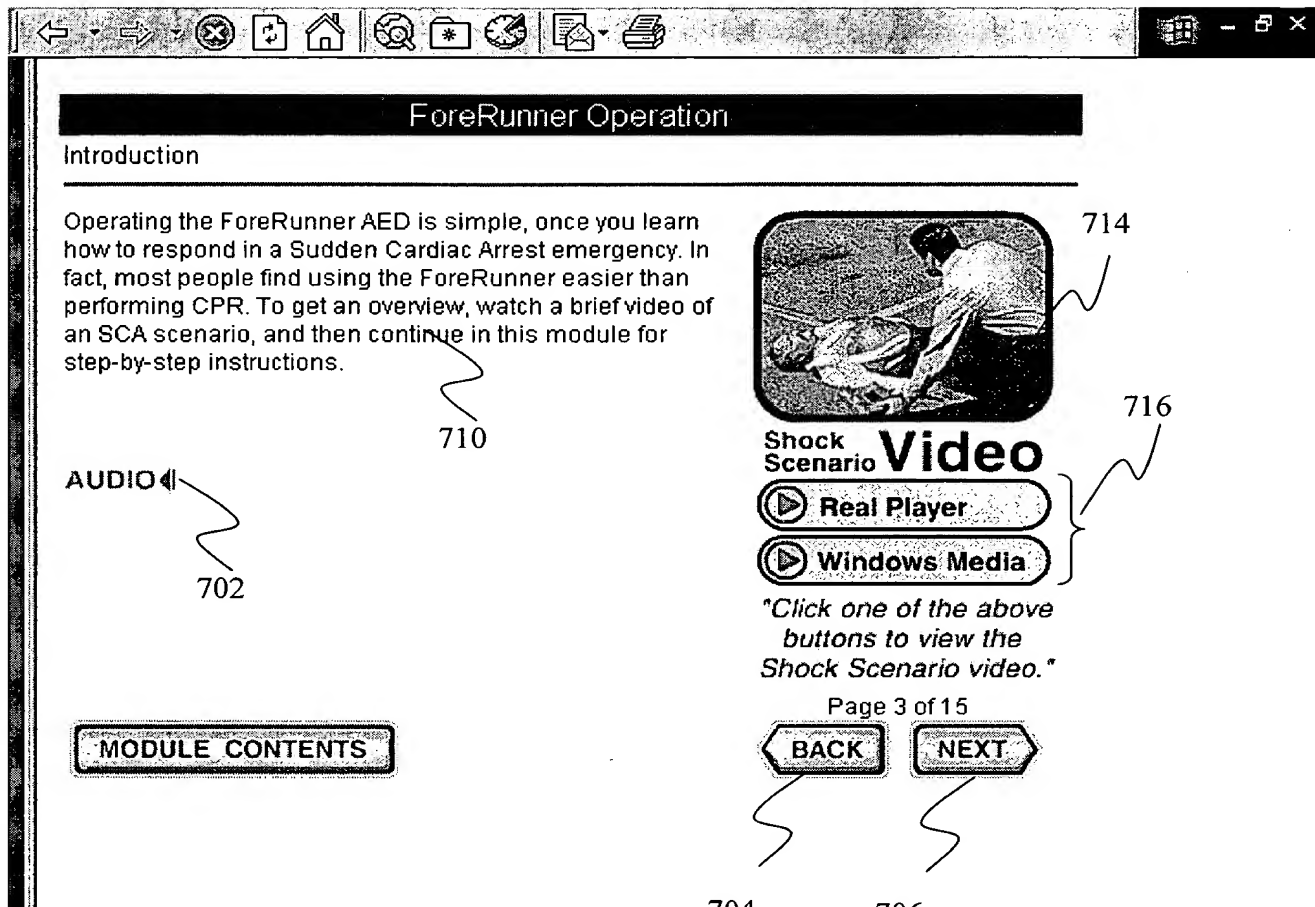 ForeRunner Operation
Introduction
Operating the ForeRunner AED is simple, once you learn
how to respond in a Sudden Cardiac Arrest emergency. In
fact, most people find using the ForeRunner easier than
performing CPR. To get an overview, watch a brief video of
an SCA scenario, and then continue in this module for
step-by-step instructions.
710
AUDIO
702
714
716
Shock
Scenario Video
Real Player
Windows Media
"Click one of the above
buttons to view the
Shock Scenario video."
Page 3 of 15
MODULE CONTENTS
BACK
NEXT
704
706